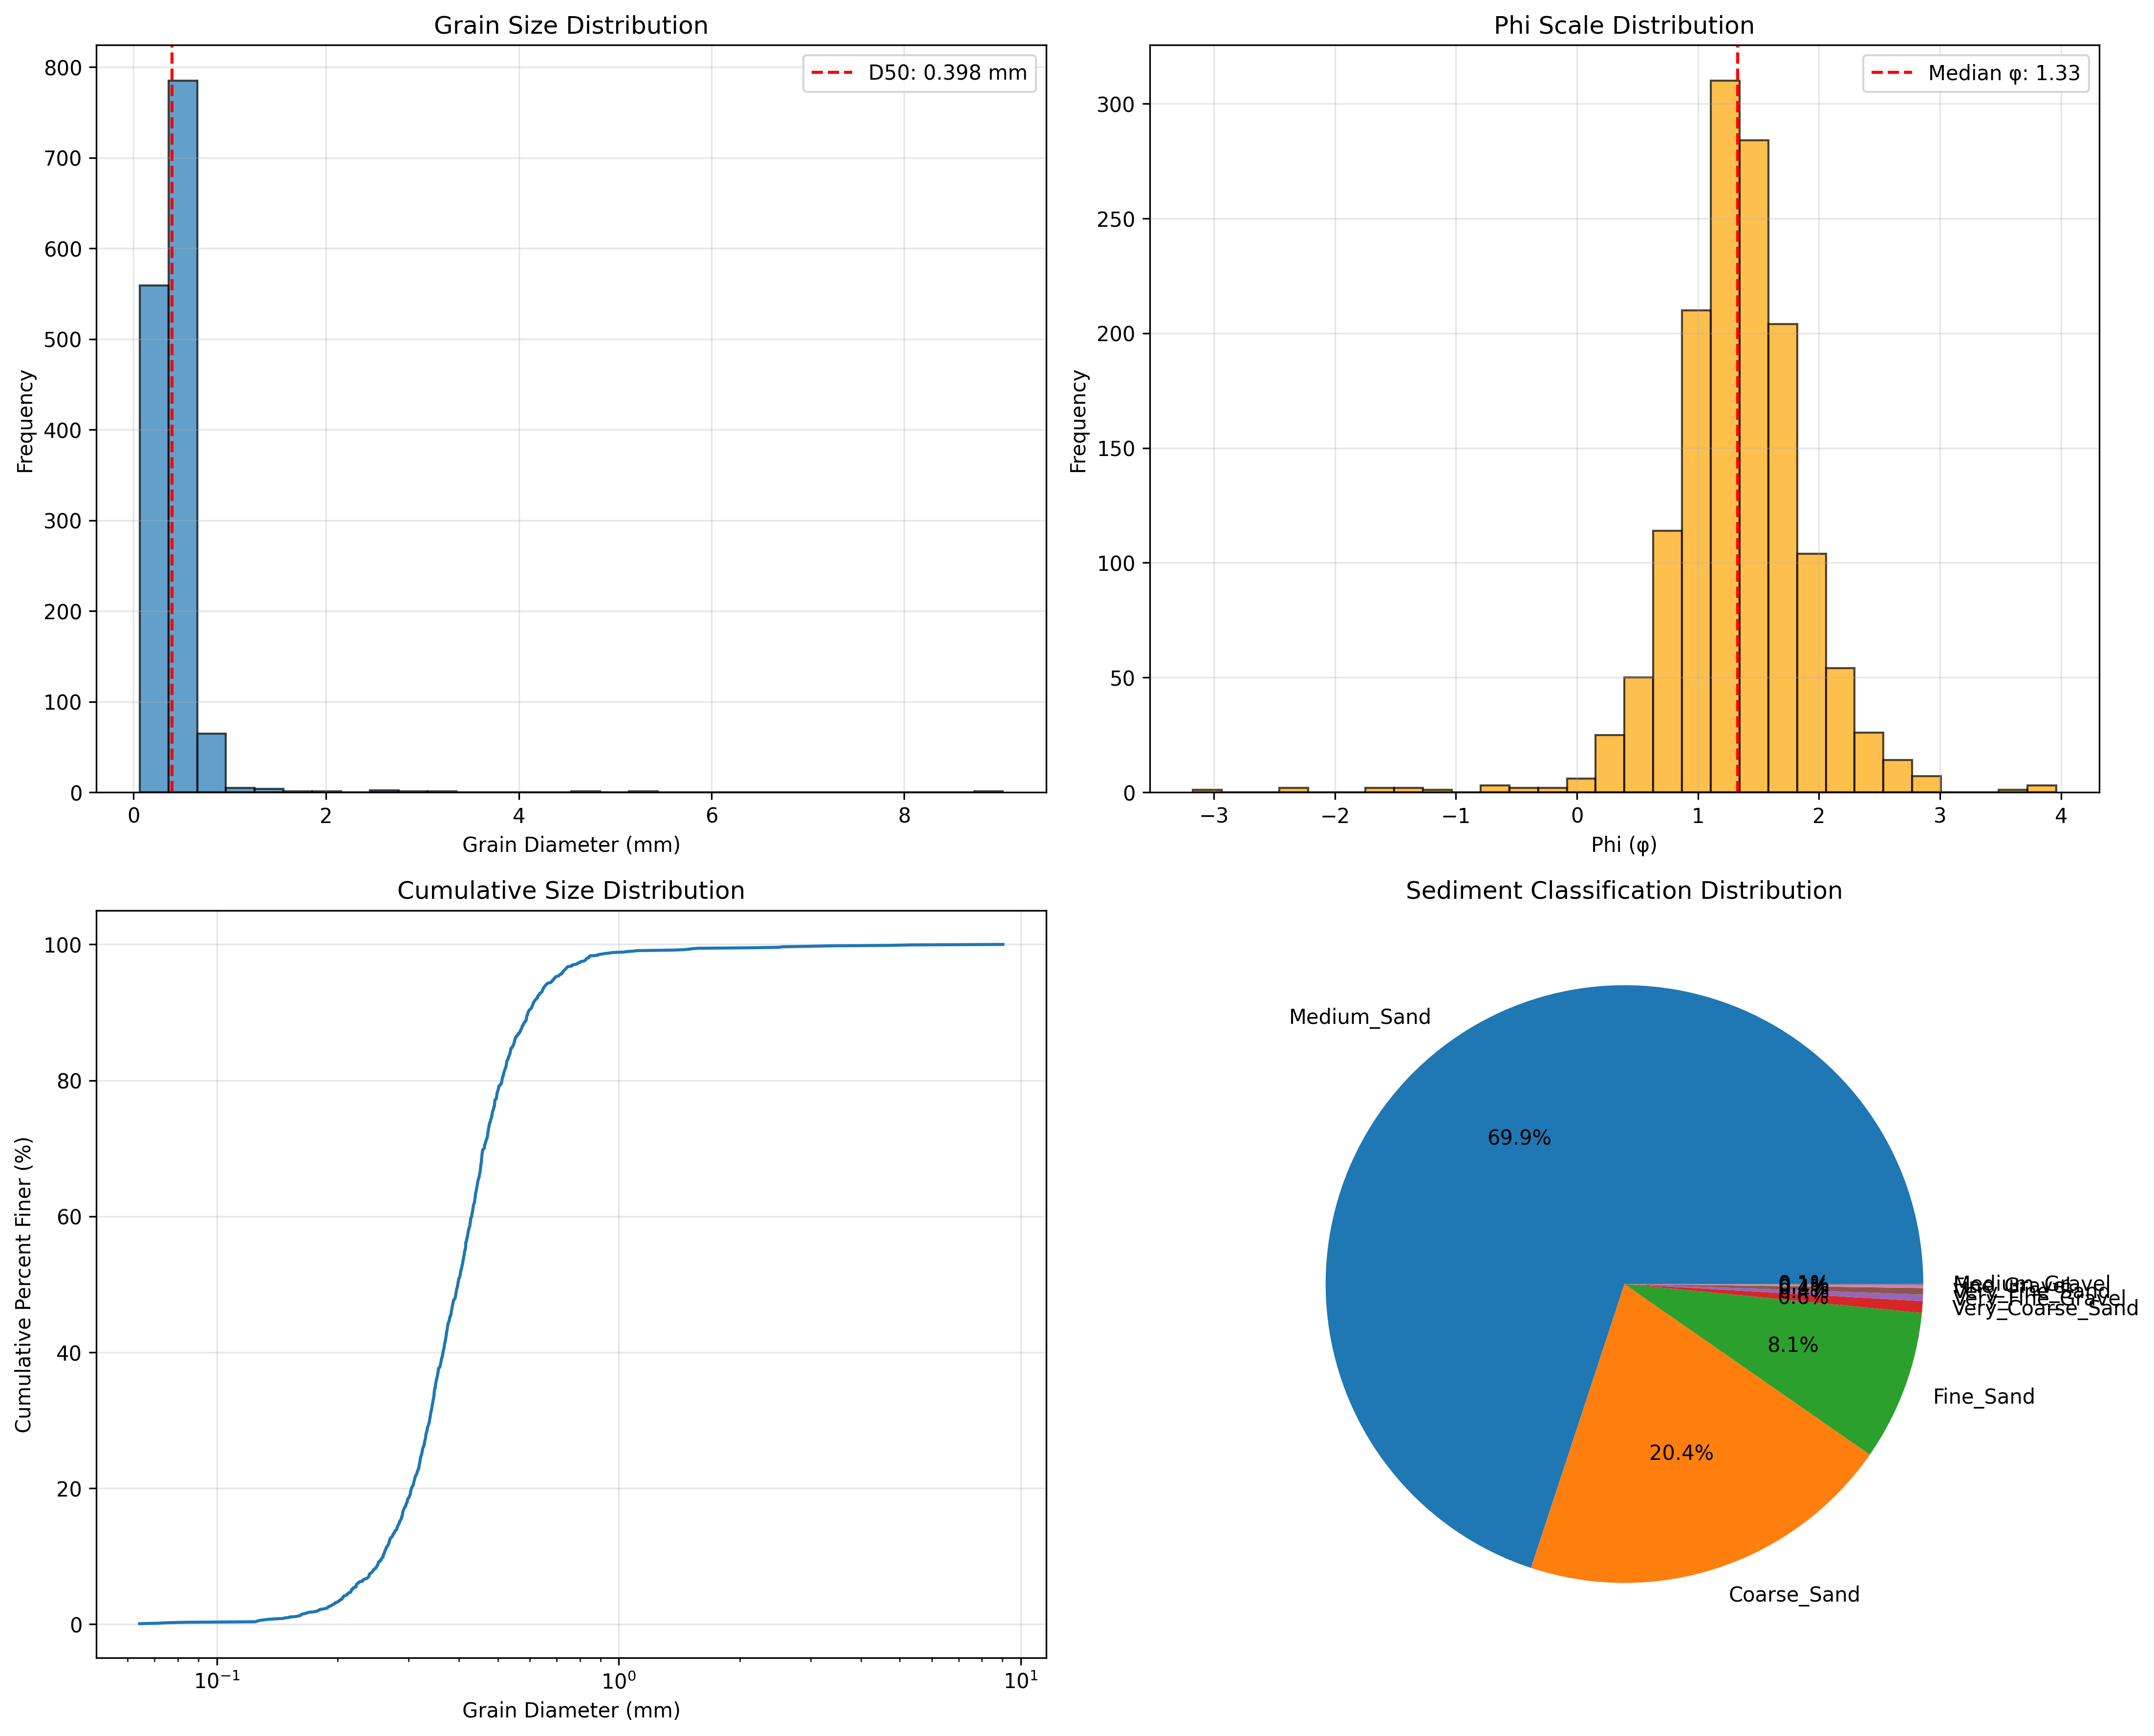 Grain Size Distribution
800
700
600
500
400
300
200
100
0
Frequency
0 2 4 6 8
Grain Diameter (mm)
D50: 0.398 mm
Phi Scale Distribution
300
250
200
150
100
50
0
Frequency
−3 −2 −1 0 1 2 3 4
Phi (φ)
Median φ: 1.33
Cumulative Size Distribution
100
80
60
40
20
0
Cumulative Percent Finer (%)
10⁻¹ 10⁰ 10¹
Grain Diameter (mm)
Sediment Classification Distribution
Medium_Sand
69.9%
Medium_Gravel
Very_Fine_Gravel
Very_Coarse_Sand
0.6%
8.1%
Fine_Sand
20.4%
Coarse_Sand